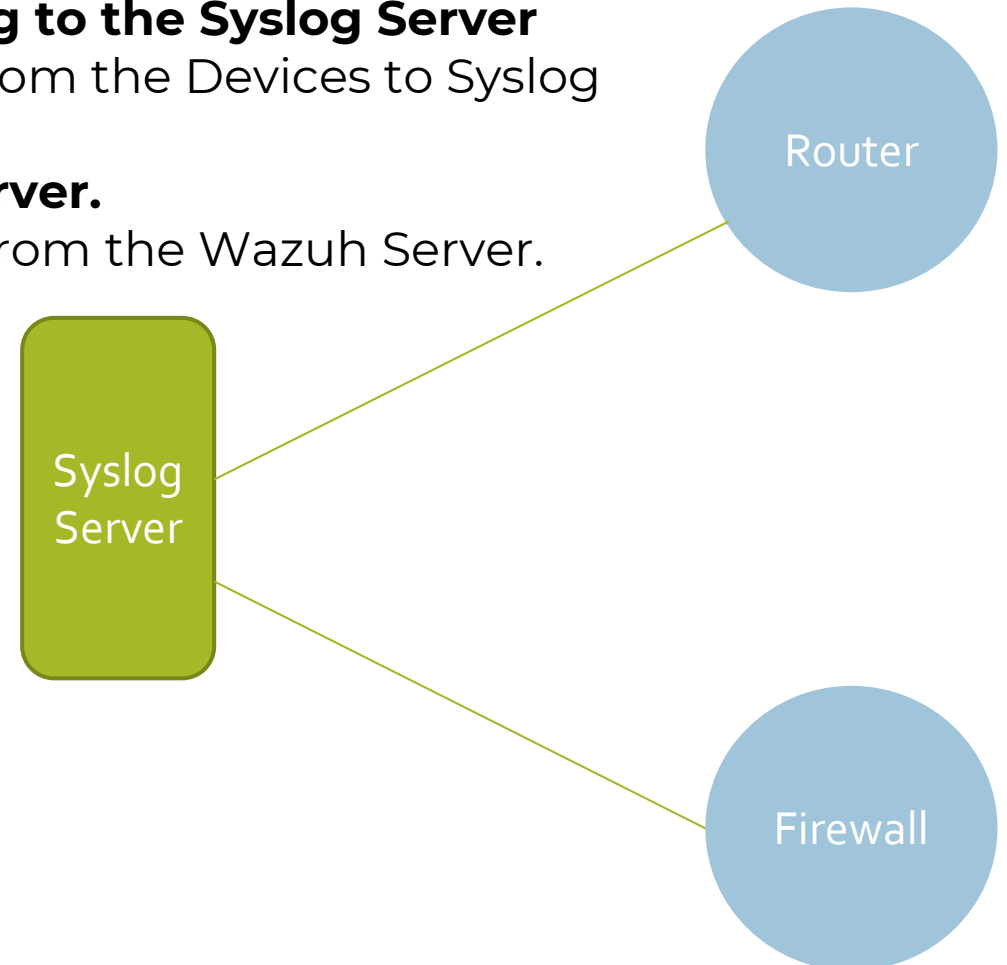 g to the Syslog Server
om the Devices to Syslog
rver.
rom the Wazuh Server.
Router
Syslog
Server
Firewall